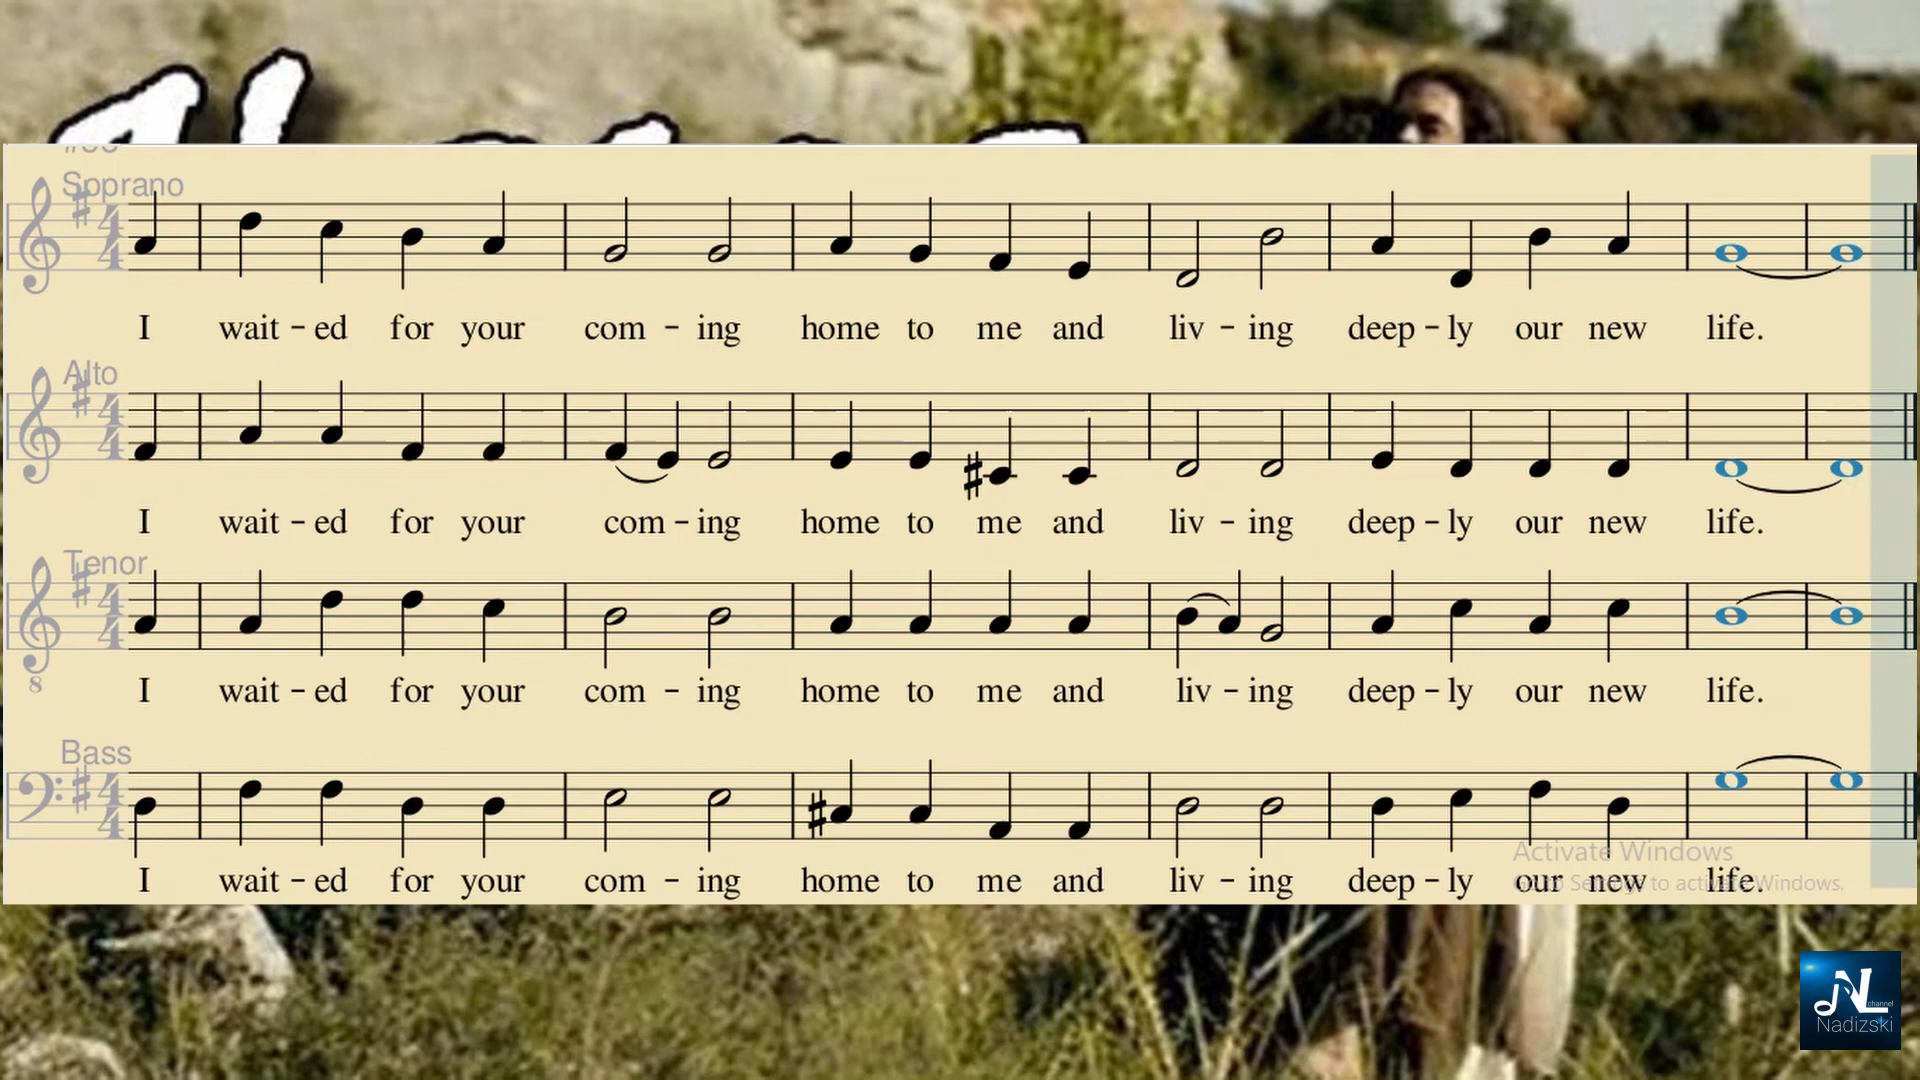 Soprano
I wait - ed for your com - ing home to me and liv - ing deep - ly our new life.
Alto
I wait - ed for your com - ing home to me and liv - ing deep - ly our new life.
Tenor
I wait - ed for your com - ing home to me and liv - ing deep - ly our new life.
8
Bass
I wait - ed for your com - ing home to me and liv - ing deep - ly our new life.
Activate Windows
Go to Settings to activate Windows.
NL channel
Nadizski